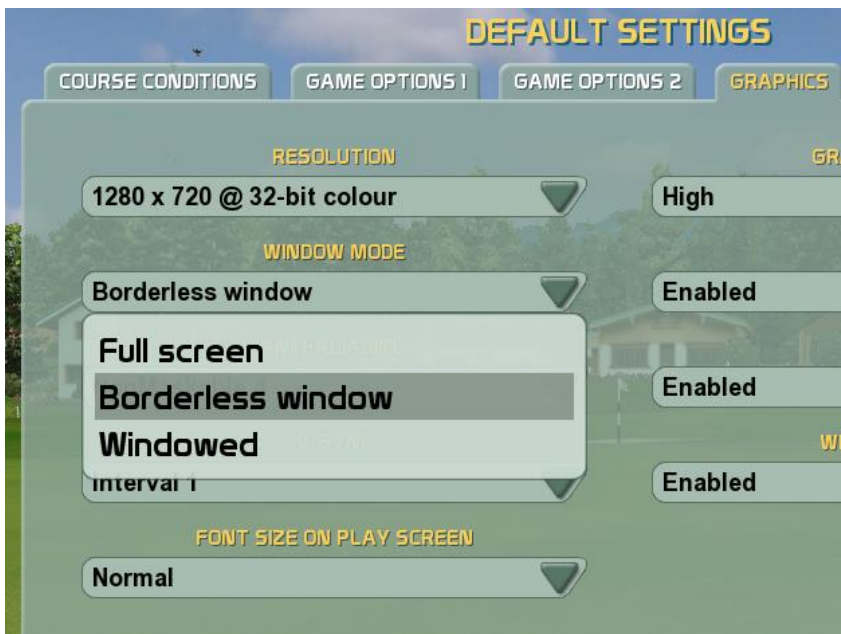 DEFAULT SETTINGS
COURSE CONDITIONS
GAME OPTIONS 1
GAME OPTIONS 2
GRAPHICS
RESOLUTION
GR
1280 x 720 @ 32-bit colour
High
WINDOW MODE
Borderless window
Enabled
Full screen
Borderless window
Enabled
Windowed
Interval 1
Enabled
FONT SIZE ON PLAY SCREEN
Normal